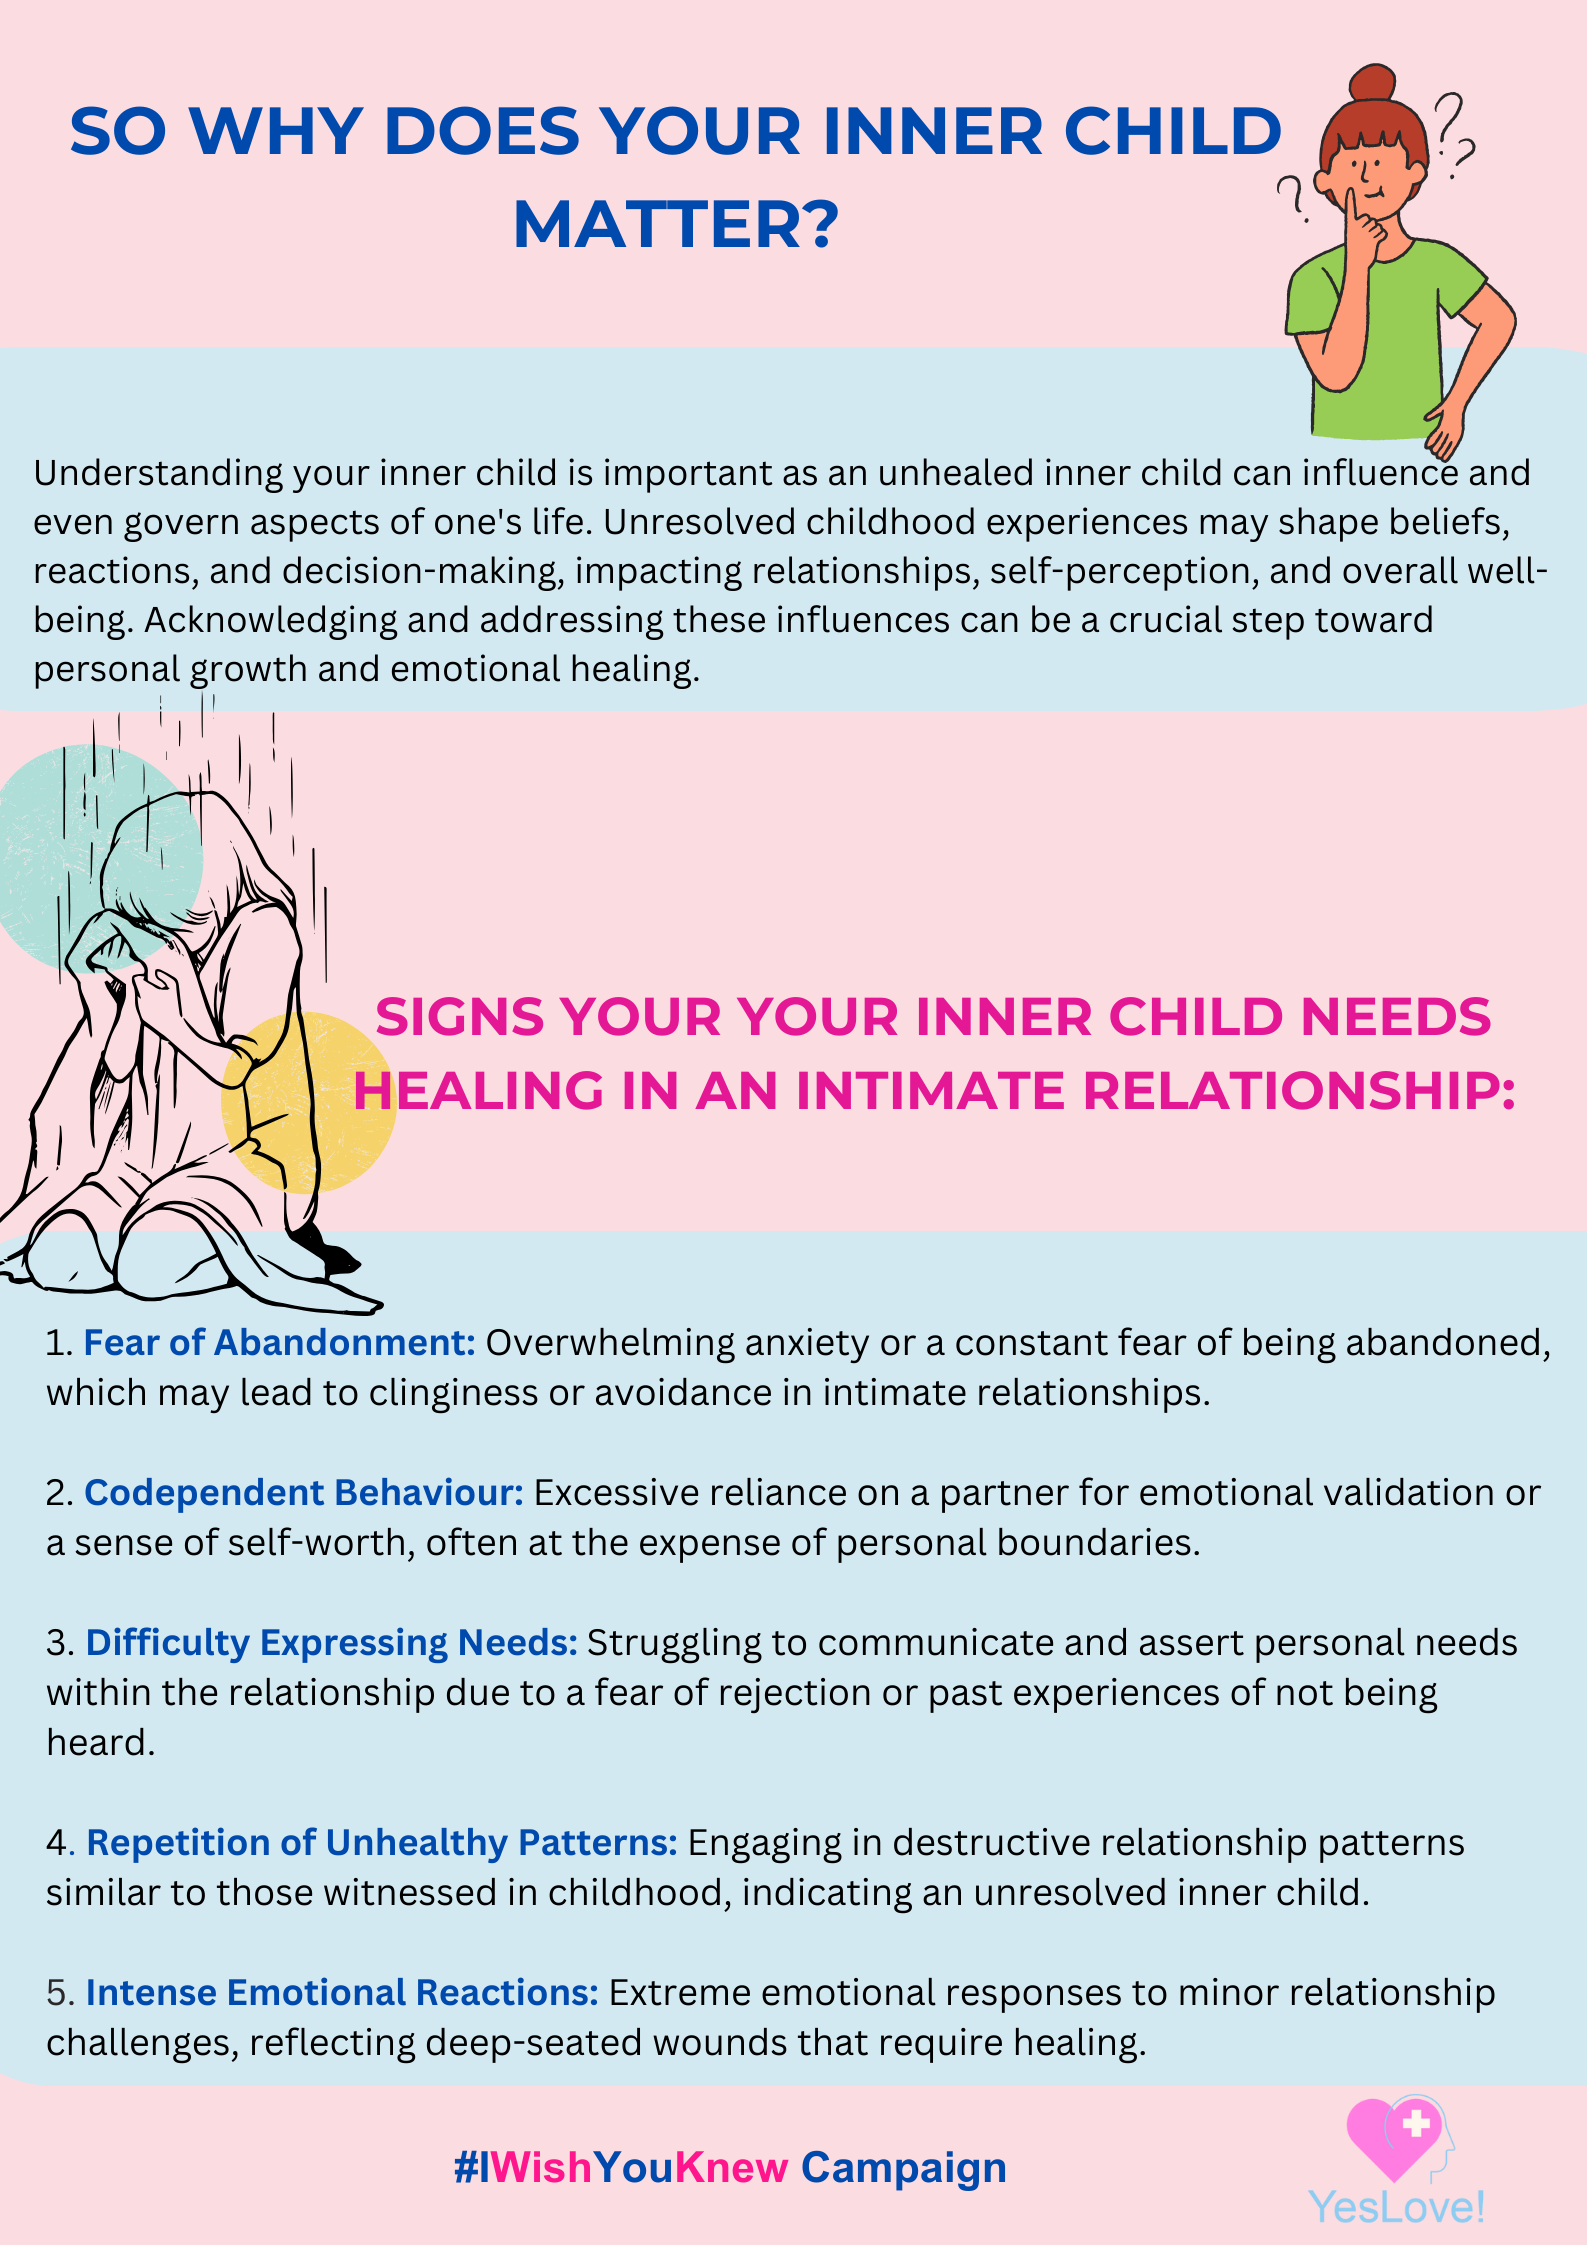 SO WHY DOES YOUR INNER CHILD
MATTER?
Understanding your inner child is important as an unhealed inner child can influence and
even govern aspects of one's life. Unresolved childhood experiences may shape beliefs,
reactions, and decision-making, impacting relationships, self-perception, and overall well-
being. Acknowledging and addressing these influences can be a crucial step toward
personal growth and emotional healing.
SIGNS YOUR YOUR INNER CHILD NEEDS
HEALING IN AN INTIMATE RELATIONSHIP:
1. Fear of Abandonment: Overwhelming anxiety or a constant fear of being abandoned,
which may lead to clinginess or avoidance in intimate relationships.
2. Codependent Behaviour: Excessive reliance on a partner for emotional validation or
a sense of self-worth, often at the expense of personal boundaries.
3. Difficulty Expressing Needs: Struggling to communicate and assert personal needs
within the relationship due to a fear of rejection or past experiences of not being
heard.
4. Repetition of Unhealthy Patterns: Engaging in destructive relationship patterns
similar to those witnessed in childhood, indicating an unresolved inner child.
5. Intense Emotional Reactions: Extreme emotional responses to minor relationship
challenges, reflecting deep-seated wounds that require healing.
#IWishYouKnew Campaign
YesLove!